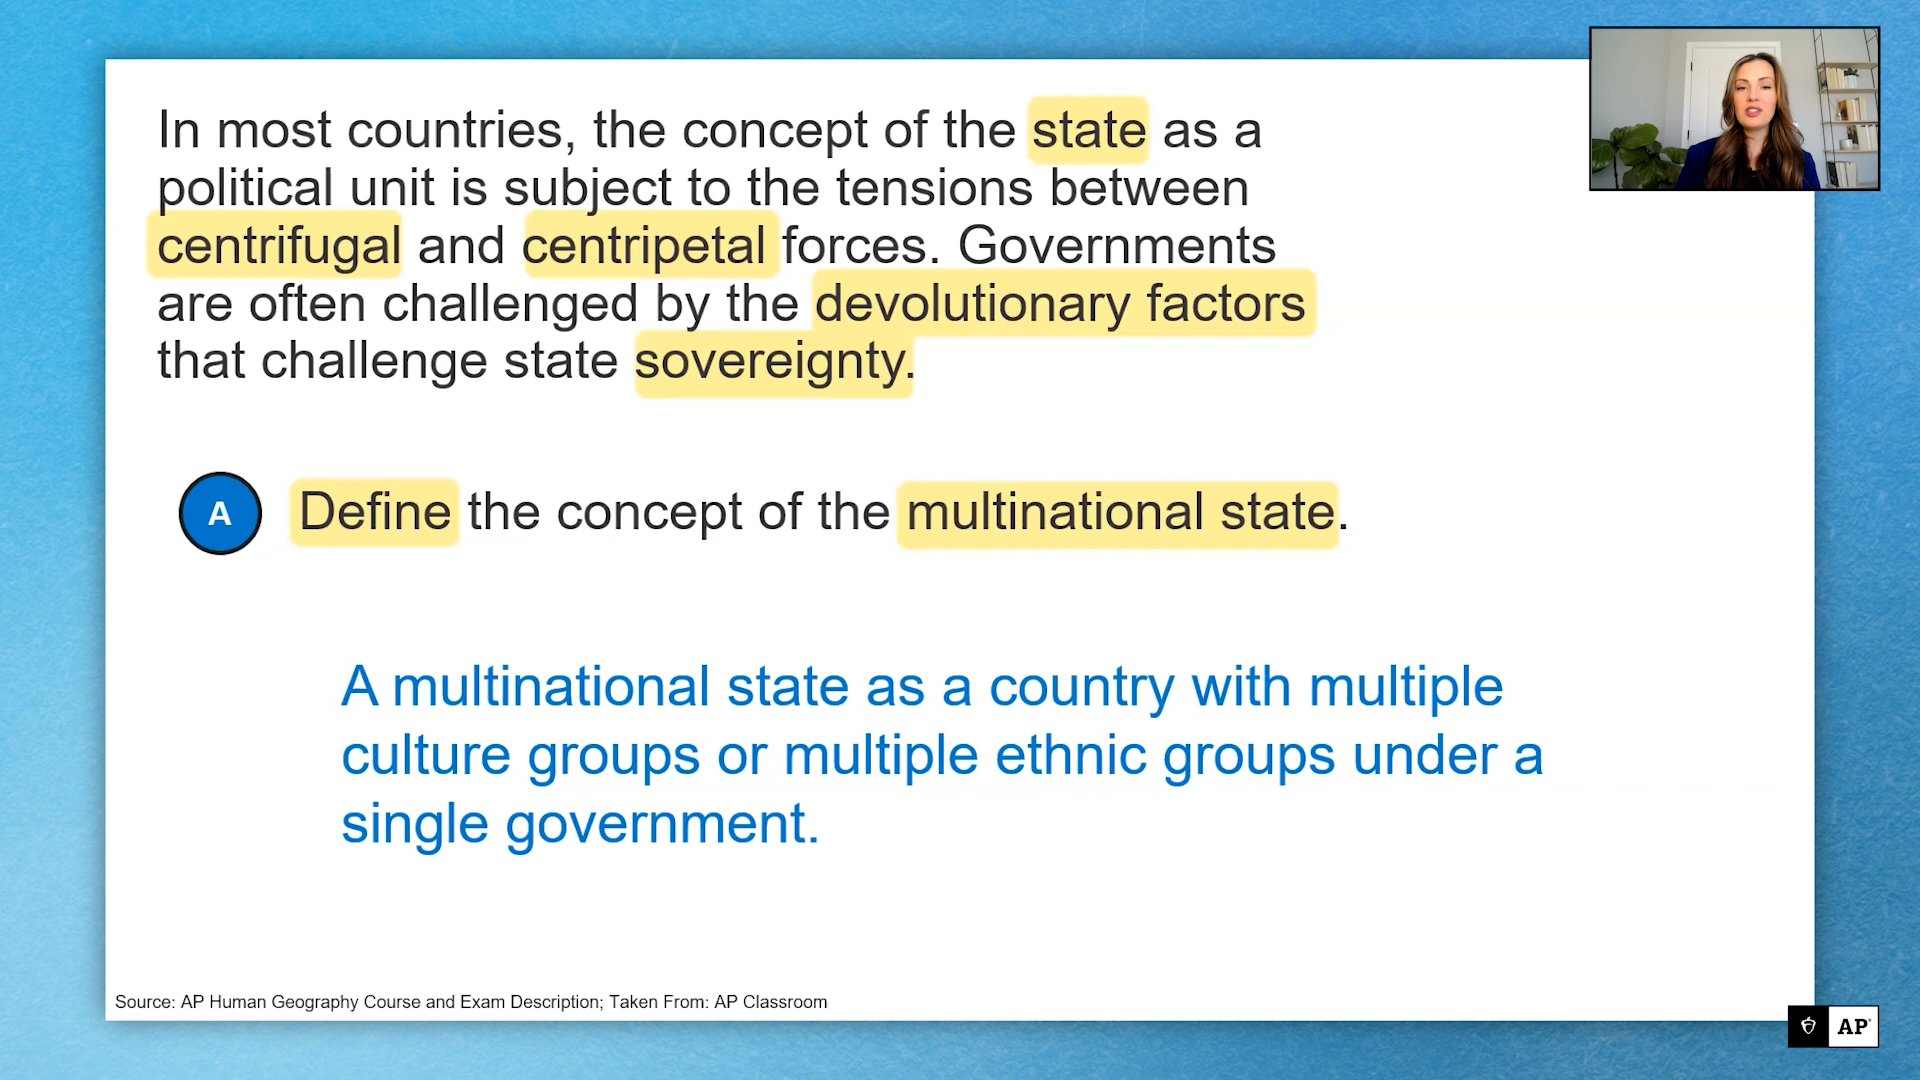 In most countries, the concept of the state as a
political unit is subject to the tensions between
centrifugal and centripetal forces. Governments
are often challenged by the devolutionary factors
that challenge state sovereignty.
A Define the concept of the multinational state.
A multinational state as a country with multiple
culture groups or multiple ethnic groups under a
single government.
Source: AP Human Geography Course and Exam Description; Taken From: AP Classroom
AP